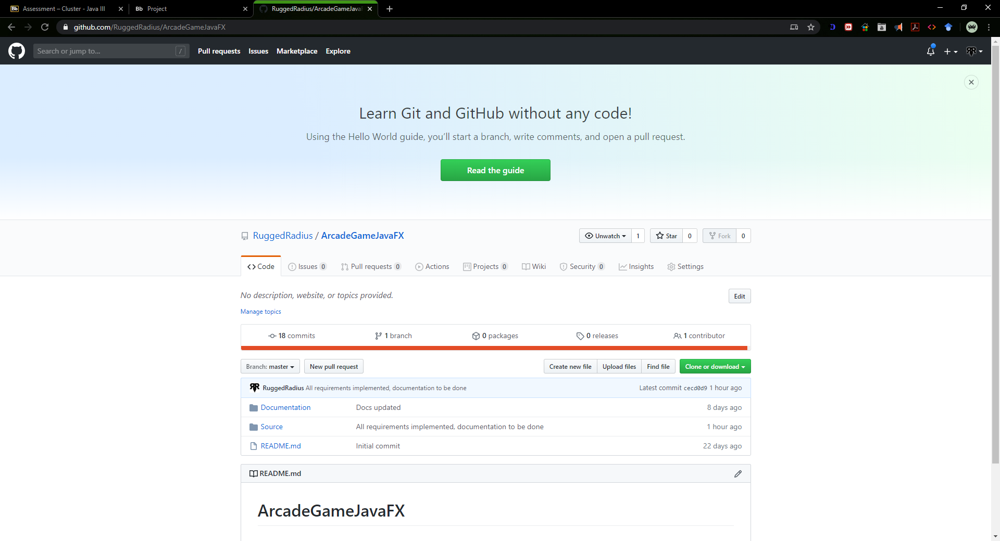 Bb Assessment – Cluster - Java III
Bb Project
RuggedRadius/ArcadeGameJavaF
github.com/RuggedRadius/ArcadeGameJavaFX
Search or jump to... /
Pull requests Issues Marketplace Explore
Learn Git and GitHub without any code!
Using the Hello World guide, you’ll start a branch, write comments, and open a pull request.
Read the guide
RuggedRadius / ArcadeGameJavaFX
Unwatch 1 Star 0 Fork 0
Code Issues 0 Pull requests 0 Actions Projects 0 Wiki Security 0 Insights Settings
No description, website, or topics provided. Edit
Manage topics
18 commits 1 branch 0 packages 0 releases 1 contributor
Branch: master New pull request Create new file Upload files Find file Clone or download
RuggedRadius All requirements implemented, documentation to be done Latest commit cecd0d9 1 hour ago
Documentation Docs updated 8 days ago
Source All requirements implemented, documentation to be done 1 hour ago
README.md Initial commit 22 days ago
README.md
ArcadeGameJavaFX